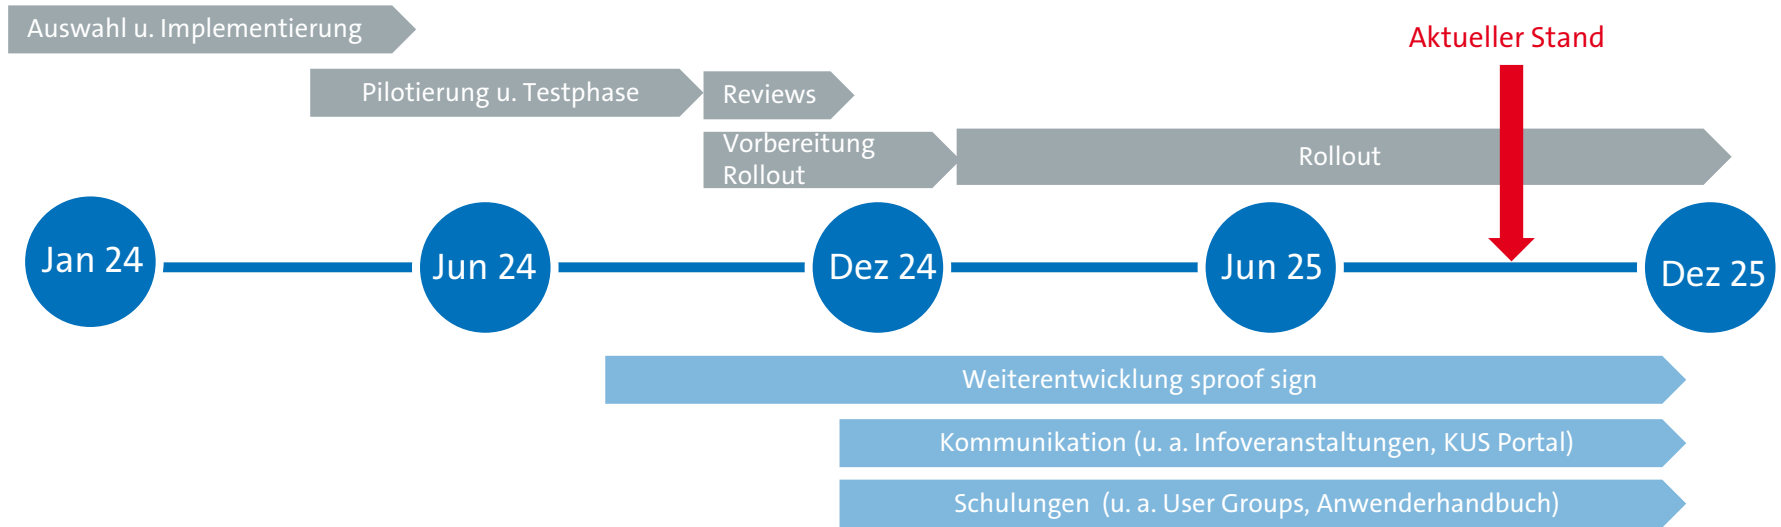 Auswahl u. Implementierung
Aktueller Stand
Pilotierung u. Testphase
Reviews
Vorbereitung
Rollout
Rollout
Jan 24
Jun 24
Dez 24
Jun 25
Dez 25
Weiterentwicklung sproof sign
Kommunikation (u. a. Infoveranstaltungen, KUS Portal)
Schulungen (u. a. User Groups, Anwenderhandbuch)